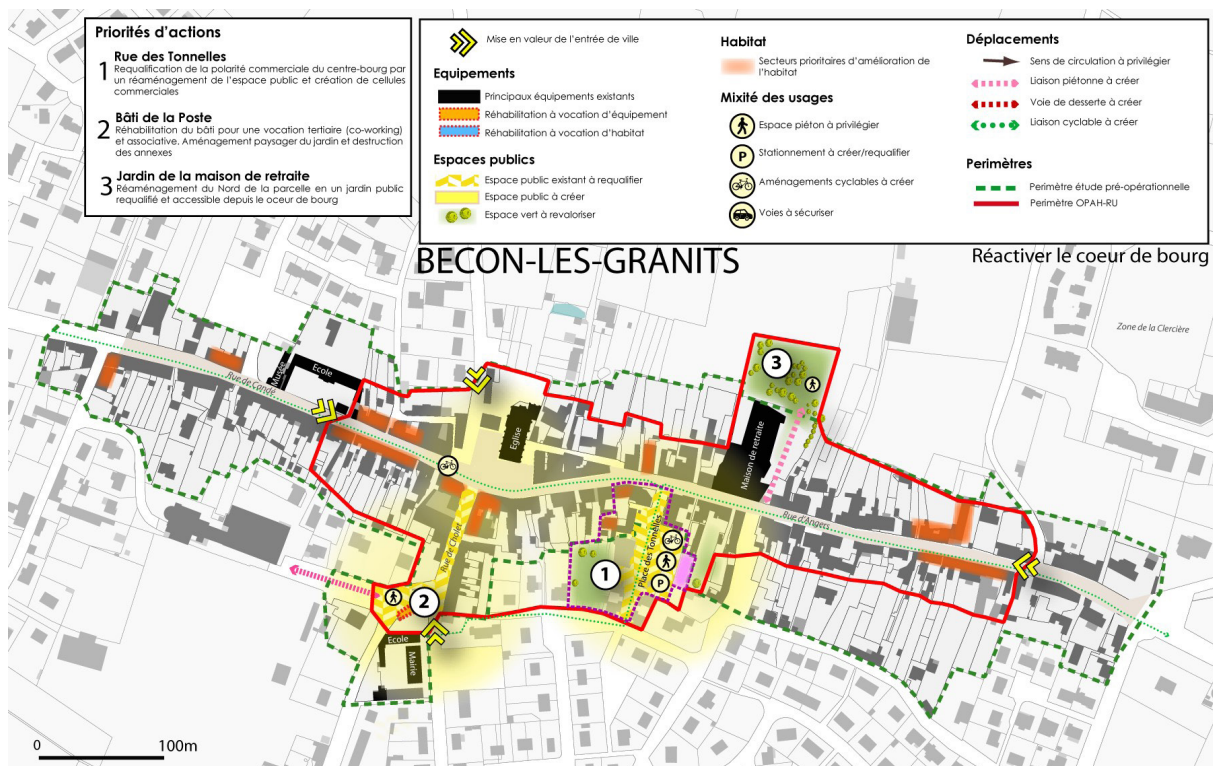 Priorités d'actions
1
Rue des Tonnelles
Requalification de la polarité commerciale du centre-bourg par
un réaménagement de l'espace public et création de cellules
commerciales
2
Bâti de la Poste
Réhabilitation du bâti pour une vocation tertiaire (co-working)
et associative. Aménagement paysager du jardin et destruction
des annexes
3
Jardin de la maison de retraite
Réaménagement du Nord de la parcelle en un jardin public
requalifié et accessible depuis le oceur de bourg
Mise en valeur de l'entrée de ville
Equipements
Principaux équipements existants
Réhabilitation à vocation d'équipement
Réhabilitation à vocation d'habitat
Espaces publics
Espace public existant à requalifier
Espace public à créer
Espace vert à revaloriser
Habitat
Secteurs prioritaires d'amélioration de
l'habitat
Mixité des usages
Espace piéton à privilégier
P
Stationnement à créer/requalifier
Aménagements cyclables à créer
Voies à sécuriser
Déplacements
Sens de circulation à privilégier
Liaison piétonne à créer
Voie de desserte à créer
Liaison cyclable à créer
Perimètres
Perimètre étude pré-opérationnelle
Perimètre OPAH-RU
BECON-LES-GRANITS
Réactiver le coeur de bourg
Zone de la Clercière
Rue de Candé
Musée
Ecole
Eglise
3
Maison de retraite
Rue d'Angers
Rue de Cholet
Place des Tonnelles
1
P
2
Ecole
Mairie
0
100m